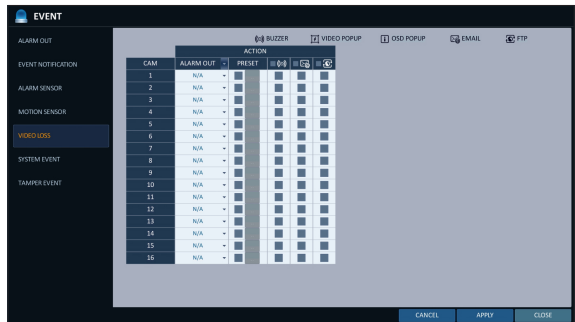 EVENT
BUZZER VIDEO POPUP OSD POPUP EMAIL FTP
ALARM OUT
EVENT NOTIFICATION
ALARM SENSOR
MOTION SENSOR
VIDEO LOSS
SYSTEM EVENT
TAMPER EVENT
ACTION
CAM ALARM OUT PRESET
1 N/A
2 N/A
3 N/A
4 N/A
5 N/A
6 N/A
7 N/A
8 N/A
9 N/A
10 N/A
11 N/A
12 N/A
13 N/A
14 N/A
15 N/A
16 N/A
CANCEL APPLY CLOSE